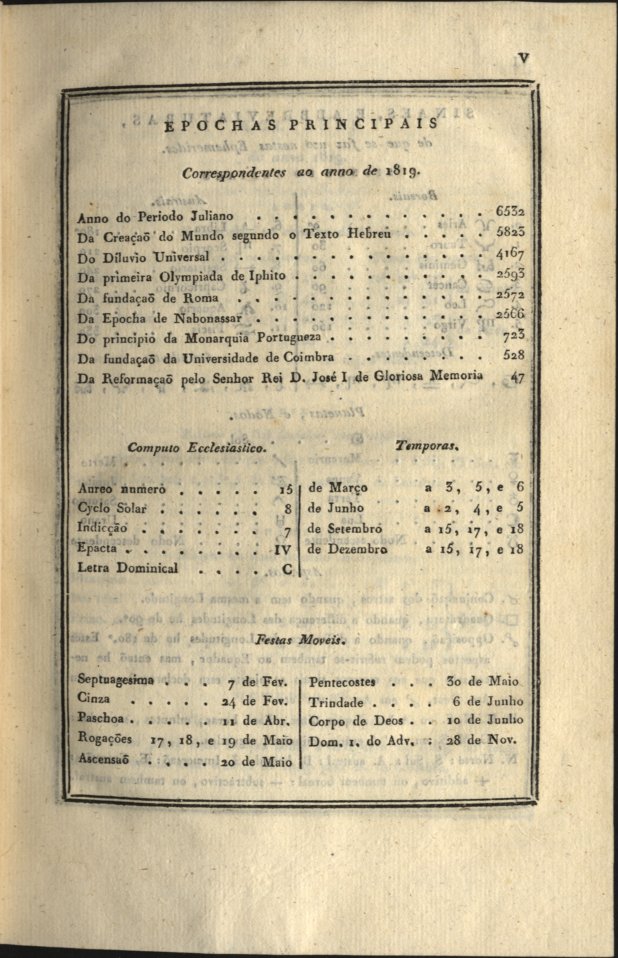 V
EPOCHAS PRINCIPAIS
Correspondentes ao anno de 1819.
Anno do Periodo Juliano . . . . . . . . . . . . 6532
Da Creaçaõ do Mundo segundo o Texto Hebreu . . . . . 5823
Do Diluvio Universal . . . . . . . . . . . . . . 4167
Da primeira Olympiada de Iphito . . . . . . . . . . 2593
Da fundaçaõ de Roma . . . . . . . . . . . . . 2572
Da Epocha de Nabonassar . . . . . . . . . . . . 2566
Do principio da Monarquia Portugueza . . . . . . . . 723
Da fundaçaõ da Universidade de Coimbra . . . . . . . 528
Da Reformaçaõ pelo Senhor Rei D. José I de Gloriosa Memoria 47
Computo Ecclesiastico.
Aureo numero . . . . . 15
Cyclo Solar . . . . . . 8
Indicção . . . . . . . 7
Epacta . . . . . . . . IV
Letra Dominical . . . . C
Temporas.
de Março a 3, 5, e 6
de Junho a 2, 4, e 5
de Setembro a 15, 17, e 18
de Dezembro a 15, 17, e 18
Festas Moveis.
Septuagesima . . . 7 de Fev.
Cinza . . . . . 24 de Fev.
Paschoa . . . . . 11 de Abr.
Rogações 17, 18, e 19 de Maio
Ascensaõ . . . . 20 de Maio
Pentecostes . . . 30 de Maio
Trindade . . . . 6 de Junho
Corpo de Deos . . 10 de Junho
Dom. 1. do Adv. : 28 de Nov.